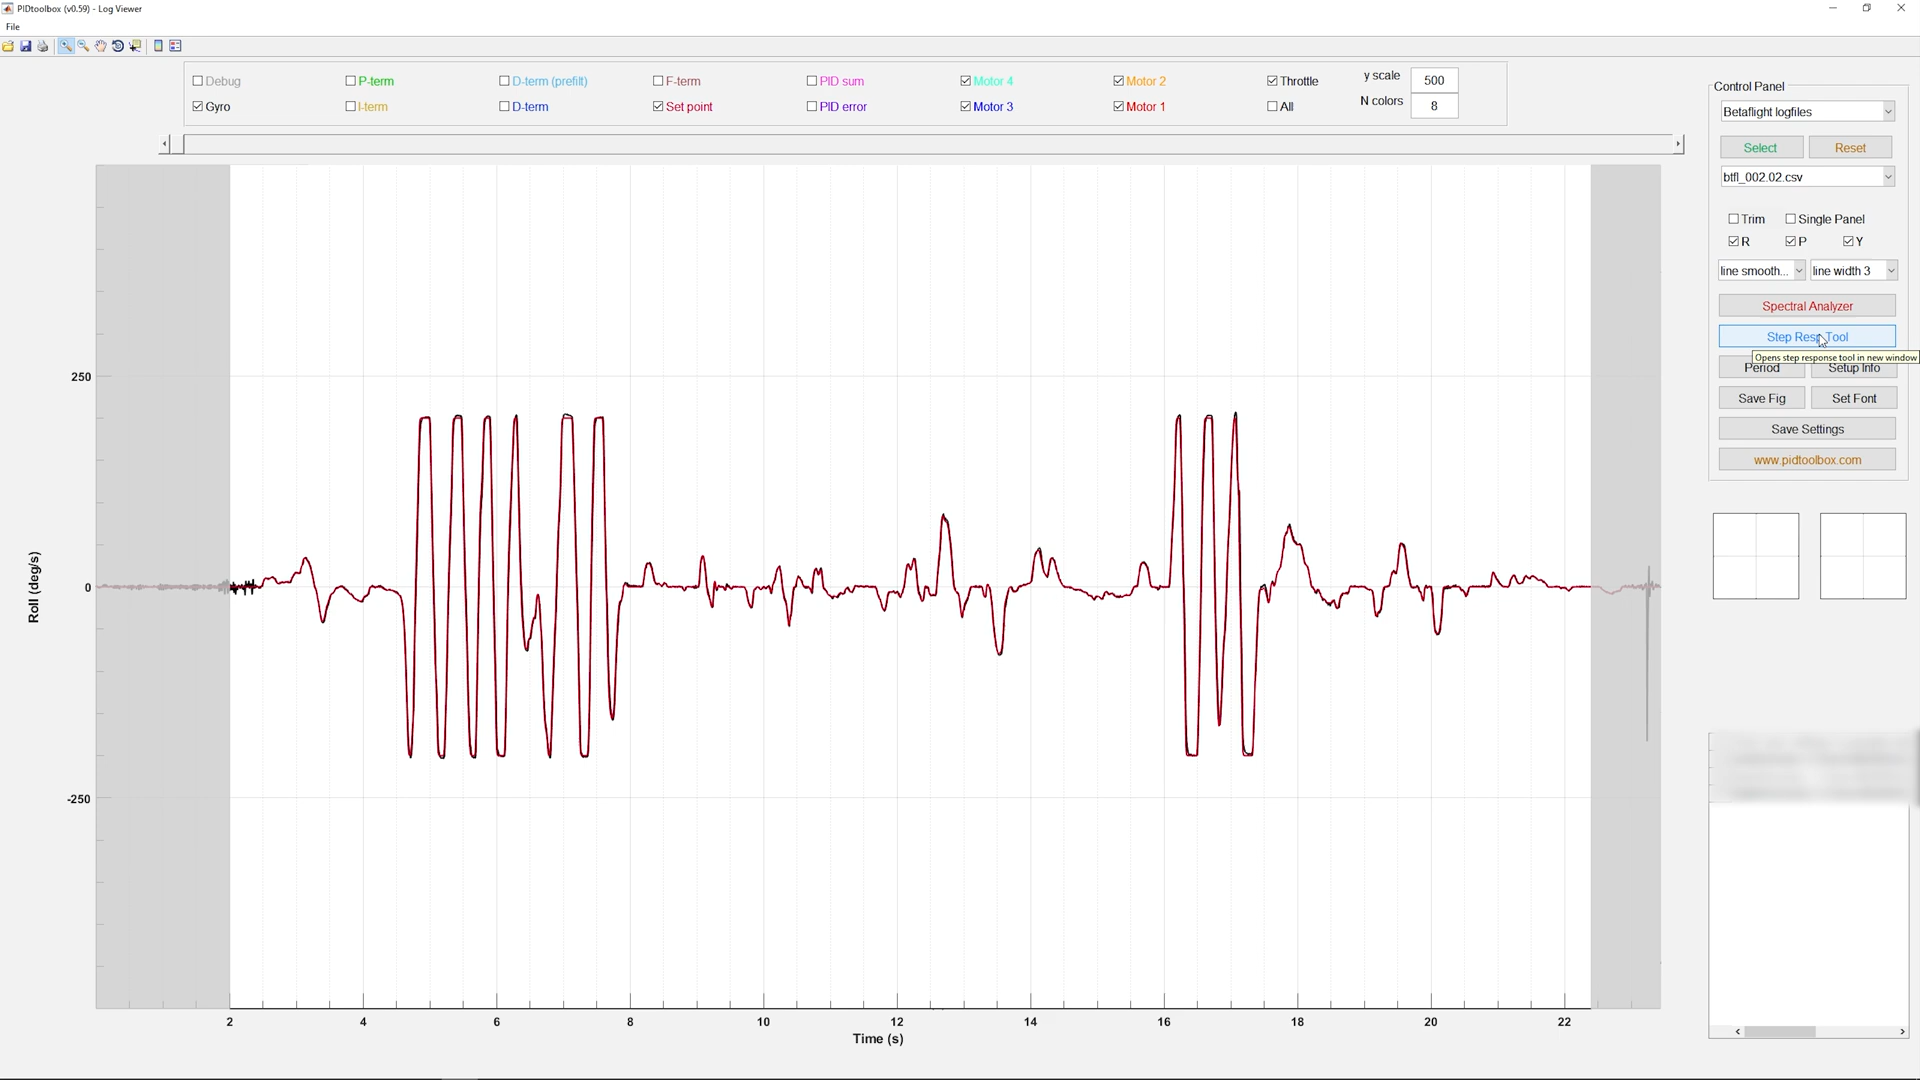 PIDtoolbox (v0.59) - Log Viewer
File
Debug P-term D-term (prefilt) F-term PID sum Motor 4 Motor 2 Throttle y scale 500
Gyro I-term D-term Set point PID error Motor 3 Motor 1 All N colors 8
Control Panel
Betaflight logfiles
Select Reset
btfl_002.02.csv
Trim Single Panel
R P Y
line smooth... line width 3
Spectral Analyzer
Step Resp Tool
Opens step response tool in new window
Period Setup Info
Save Fig Set Font
Save Settings
www.pidtoolbox.com
250
0
-250
Roll (deg/s)
2 4 6 8 10 12 14 16 18 20 22
Time (s)